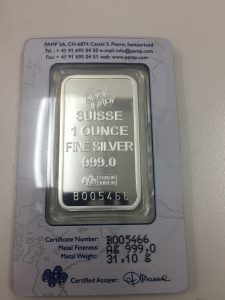 PAMP SA, CH-6874 Castel S. Pietro, Switzerland
Tel + 41 91 695 04 50 e-mail info@pamp.ch
Fax + 41 91 695 04 51 web www.pamp.ch
SUISSE
1 OUNCE
FINE SILVER
999.0
B005466
Certificate Number: B005466
Metal Fineness: Ag 999,0
Metal Weight: 31,10 g
Certified Assayer: